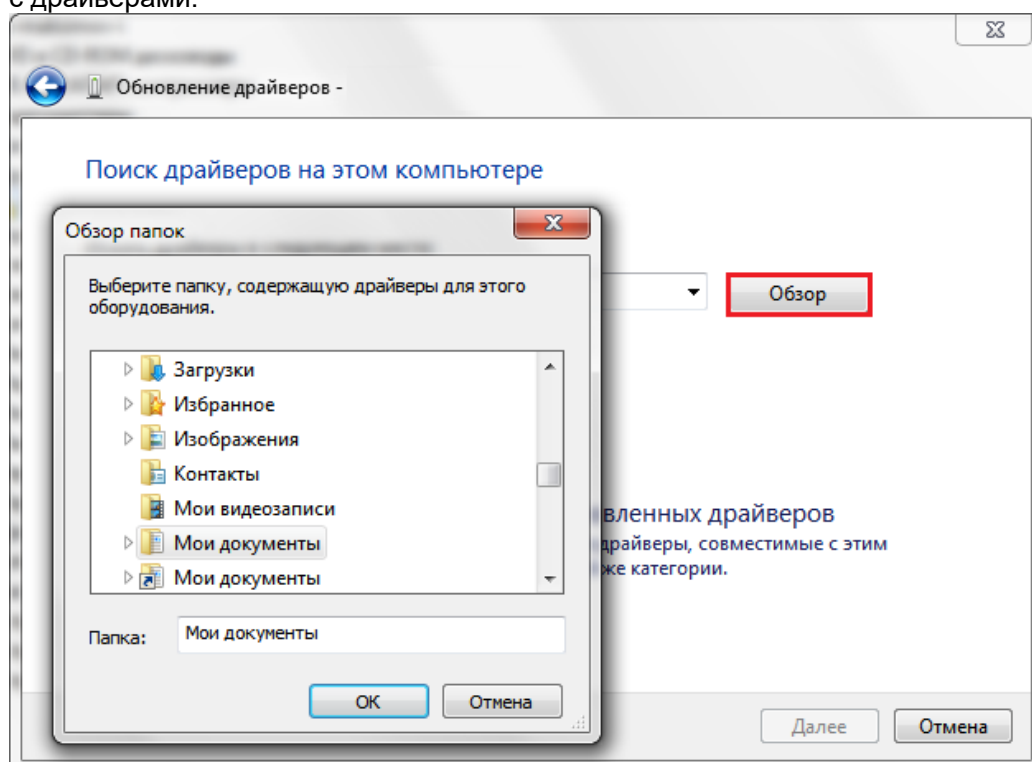 с драйверами.
Обновление драйверов -
Поиск драйверов на этом компьютере
Обзор папок
Выберите папку, содержащую драйверы для этого
оборудования.
Обзор
Загрузки
Избранное
Изображения
Контакты
Мои видеозаписи
Мои документы
Мои документы
вленных драйверов
драйверы, совместимые с этим
же категории.
Папка: Мои документы
ОК Отмена
Далее Отмена